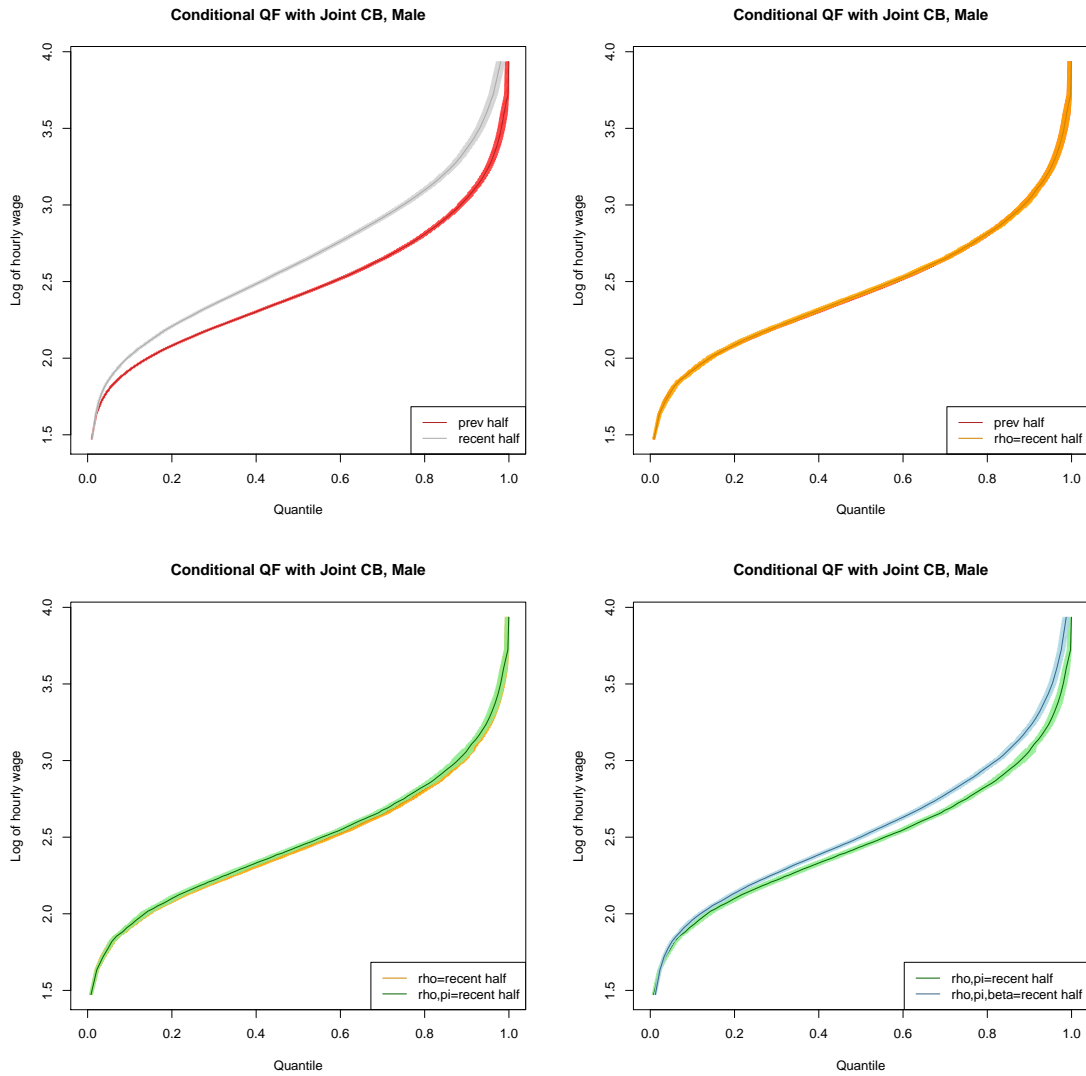 Conditional QF with Joint CB, Male
Log of hourly wage
4.0
3.5
3.0
2.5
2.0
1.5
prev half
recent half
0.0 0.2 0.4 0.6 0.8 1.0
Quantile
Conditional QF with Joint CB, Male
Log of hourly wage
4.0
3.5
3.0
2.5
2.0
1.5
prev half
rho=recent half
0.0 0.2 0.4 0.6 0.8 1.0
Quantile
Conditional QF with Joint CB, Male
Log of hourly wage
4.0
3.5
3.0
2.5
2.0
1.5
rho=recent half
rho,pi=recent half
0.0 0.2 0.4 0.6 0.8 1.0
Quantile
Conditional QF with Joint CB, Male
Log of hourly wage
4.0
3.5
3.0
2.5
2.0
1.5
rho,pi=recent half
rho,pi,beta=recent half
0.0 0.2 0.4 0.6 0.8 1.0
Quantile